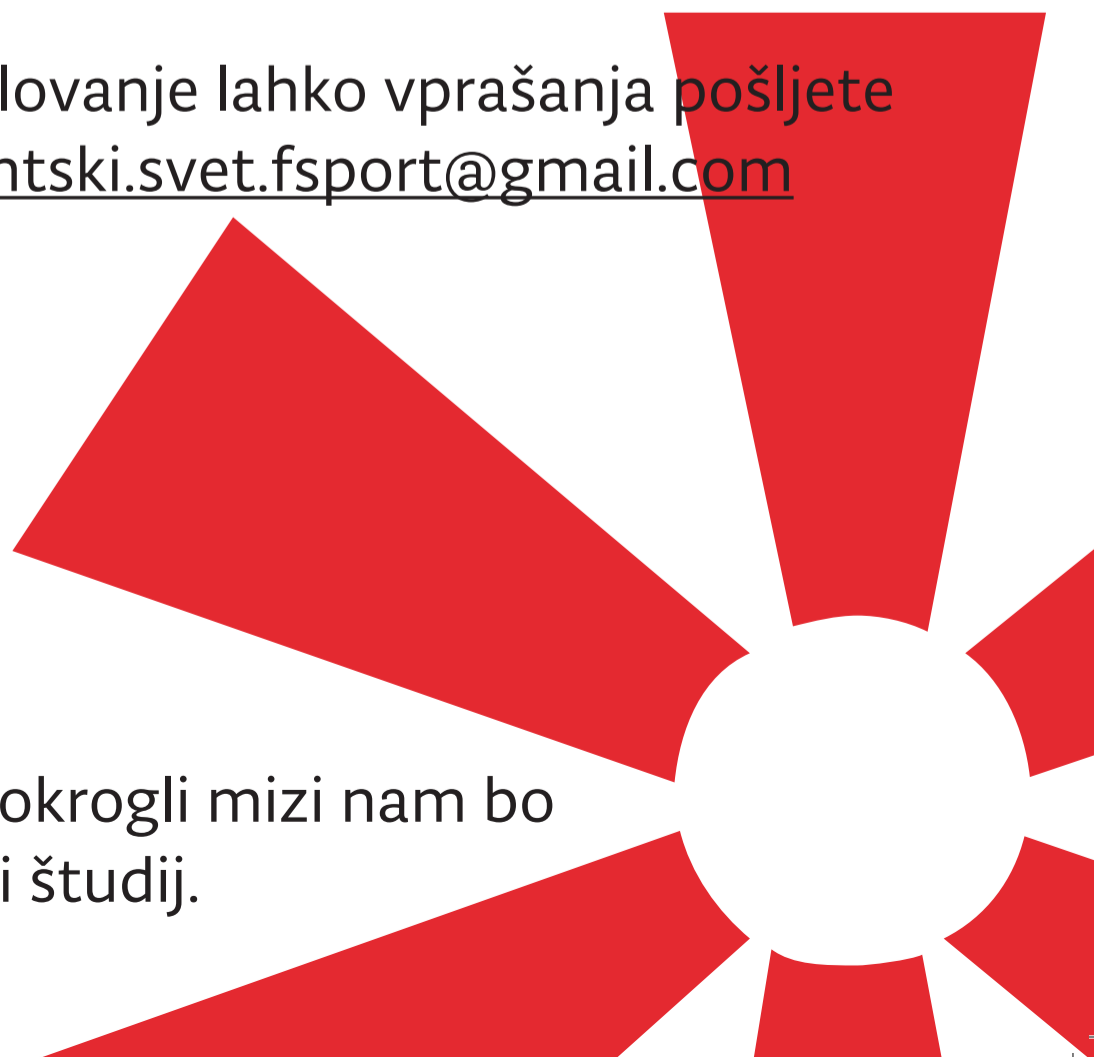 lovanje lahko vprašanja pošljete
ntski.svet.fsport@gmail.com
okrogli mizi nam bo
i študij.